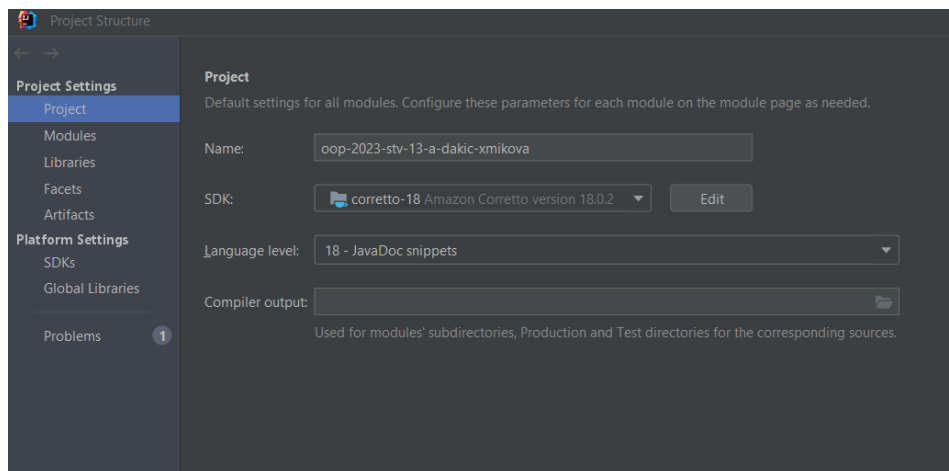 Project Structure
Project Settings
Project
Modules
Libraries
Facets
Artifacts
Platform Settings
SDKs
Global Libraries
Problems 1
Project
Default settings for all modules. Configure these parameters for each module on the module page as needed.
Name: oop-2023-stv-13-a-dakic-xmikova
SDK: corretto-18 Amazon Corretto version 18.0.2 Edit
Language level: 18 - JavaDoc snippets
Compiler output:
Used for modules' subdirectories, Production and Test directories for the corresponding sources.